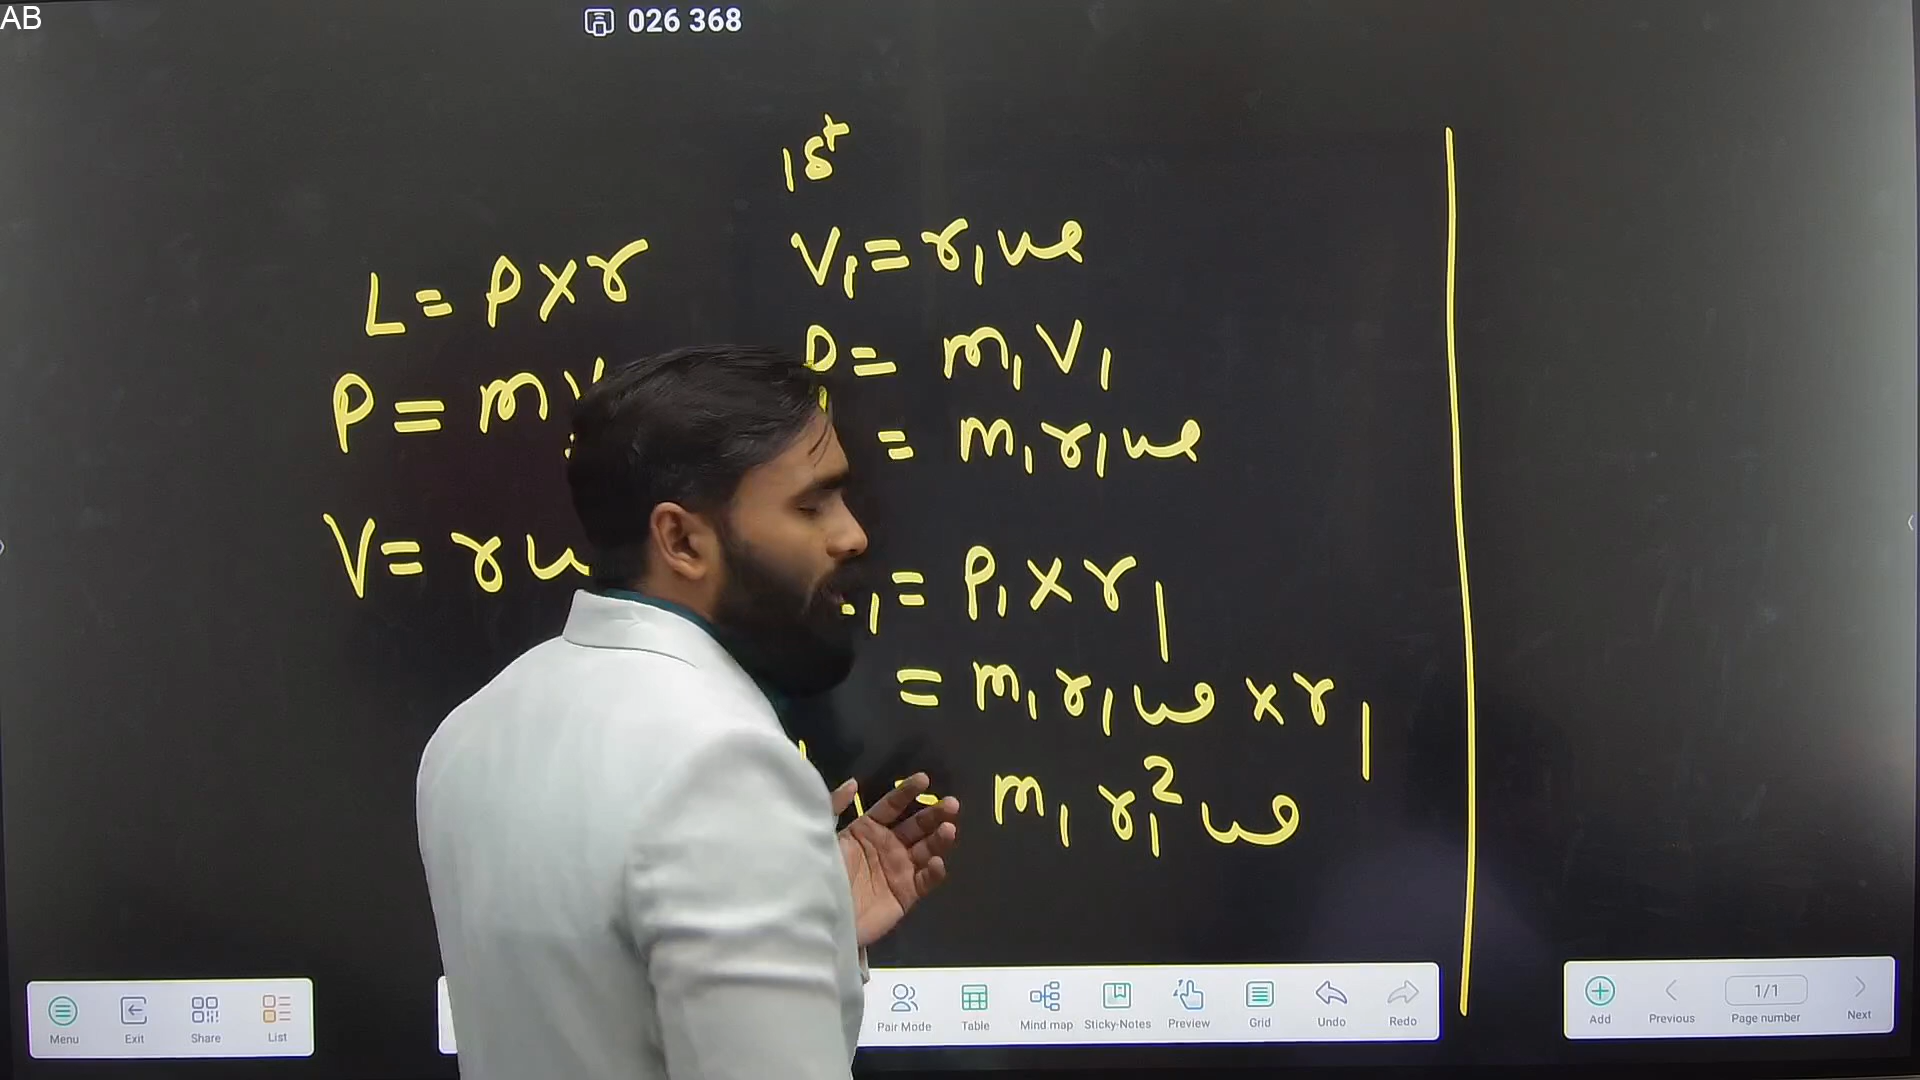 AB
026 368
L = P × r
P = m
V = r
1st
V₁ = r₁ω
P = m₁ V₁
= m₁ r₁ ω
₁ = P₁ × r₁
= m₁ r₁ ω × r₁
= m₁ r₁² ω
Menu Exit Share List
Pair Mode Table Mind map Sticky-Notes Preview Grid Undo Redo
Add Previous 1/1 Page number Next